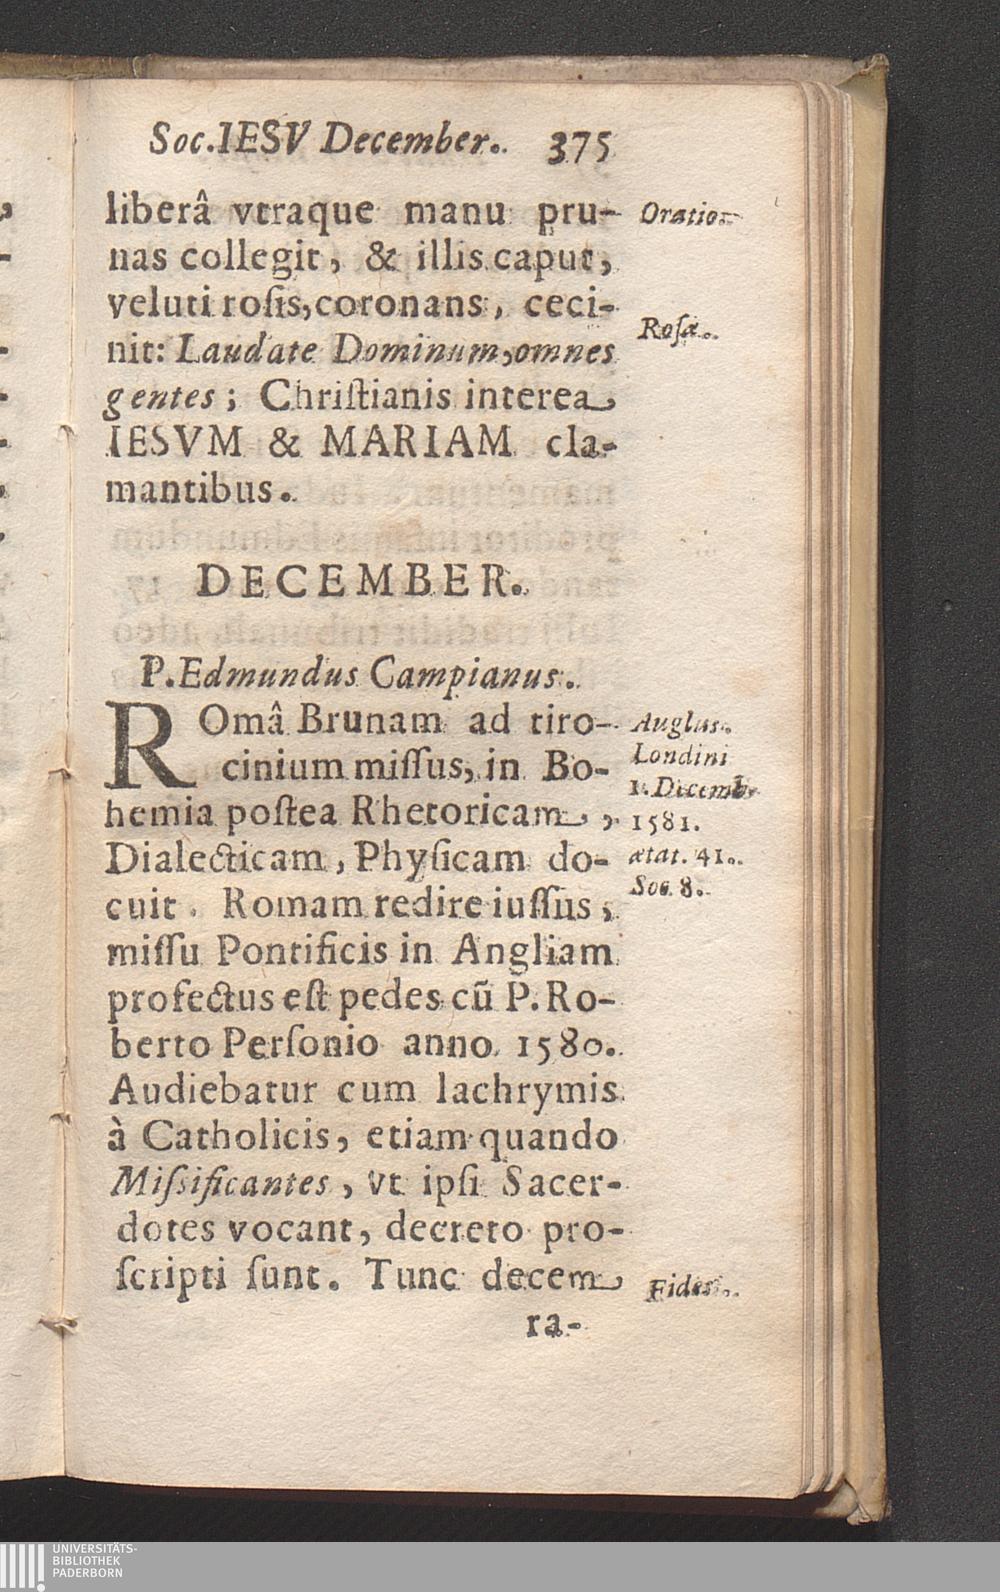 Soc. IESV December. 375
liberâ vtraque manu pru-
nas collegit, & illis caput,
veluti rosis, coronans, ceci-
nit: Laudate Dominum, omnes
gentes; Christianis interea
IESVM & MARIAM cla-
mantibus.
Oratio.
Rosæ.
DECEMBER.
P. Edmundus Campianus.
ROmâ Brunam ad tiro-
cinium missus, in Bo-
hemia postea Rhetoricam,
Dialecticam, Physicam do-
cuit. Romam redire iussus,
missu Pontificis in Angliam
profectus est pedes cū P. Ro-
berto Personio anno 1580.
Audiebatur cum lachrymis
à Catholicis, etiam quando
Missificantes, vt ipsi Sacer-
dotes vocant, decreto pro-
scripti sunt. Tunc decem
ra-
Anglus.
Londini
1. Decemb.
1581.
ætat. 41.
Soc. 8.
Fides.
UNIVERSITÄTS-
BIBLIOTHEK
PADERBORN